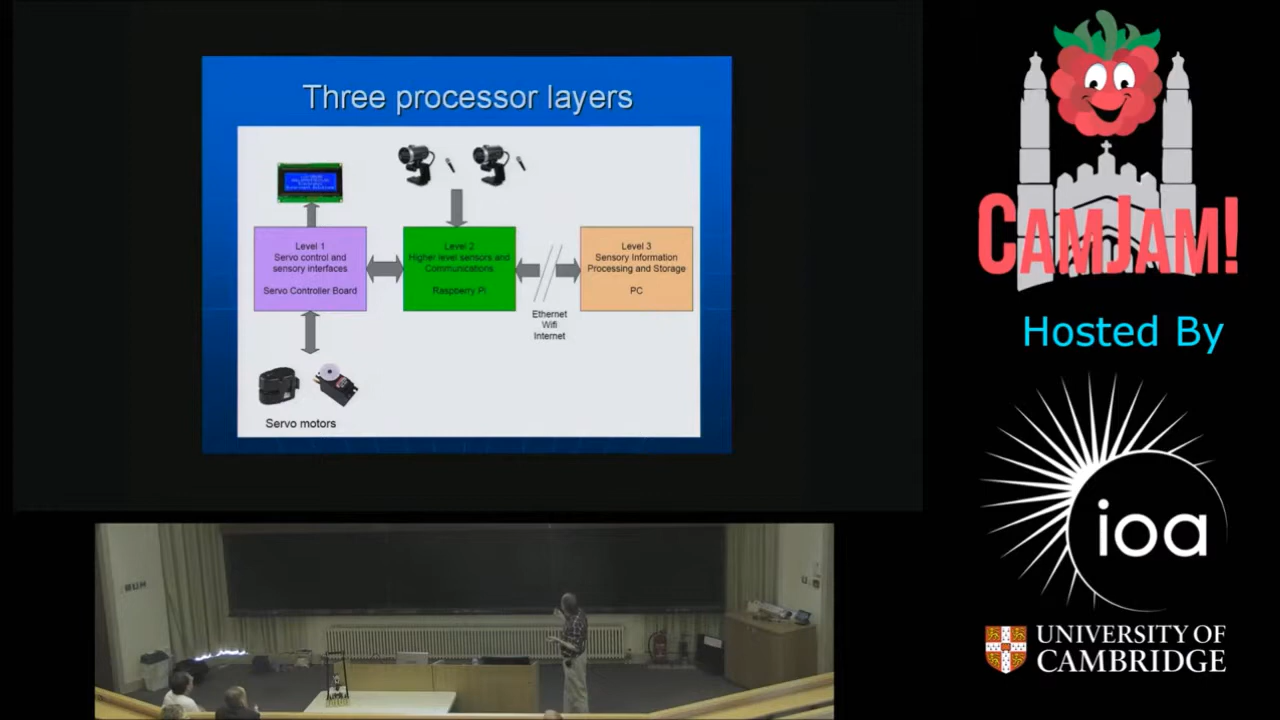 Three processor layers
Level 1
Servo control and
sensory interfaces
Servo Controller Board
Level 2
Higher level sensors and
Communications
Raspberry Pi
Level 3
Sensory Information
Processing and Storage
PC
Ethernet
Wifi
Internet
Servo motors
CAMJAM!
Hosted By
ioa
UNIVERSITY OF
CAMBRIDGE